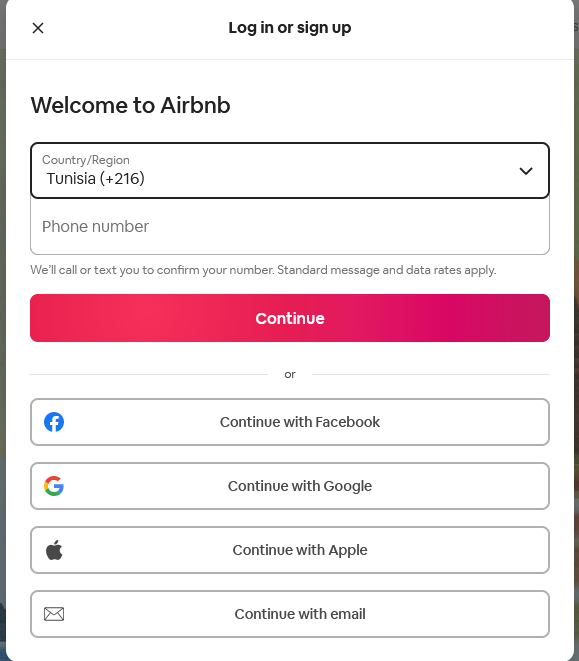 Log in or sign up
Welcome to Airbnb
Country/Region
Tunisia (+216)
Phone number
We'll call or text you to confirm your number. Standard message and data rates apply.
Continue
or
Continue with Facebook
Continue with Google
Continue with Apple
Continue with email